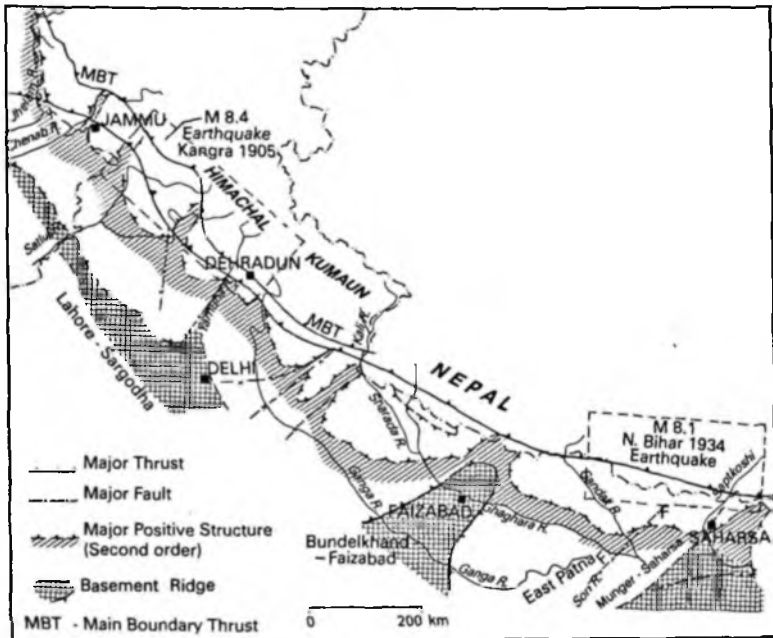 MBT
Jhelum R.
Chenab R.
JAMMU
M 8.4
Earthquake
Kangra 1905
HIMACHAL
KUMAUN
DEHRADUN
MBT
Kali R.
Lahore - Sargodha
DELHI
NEPAL
Sharada R.
Ganga R.
M 8.1
N. Bihar 1934
Earthquake
Saptkoshi
Gandak R.
FAIZABAD
Ghaghara R.
SAHARSA
Bundelkhand
– Faizabad
Ganga R.
East Patna F.
Son R.
Munger - Saharsa
F
Major Thrust
Major Fault
Major Positive Structure
(Second order)
Basement Ridge
MBT - Main Boundary Thrust
0 200 km